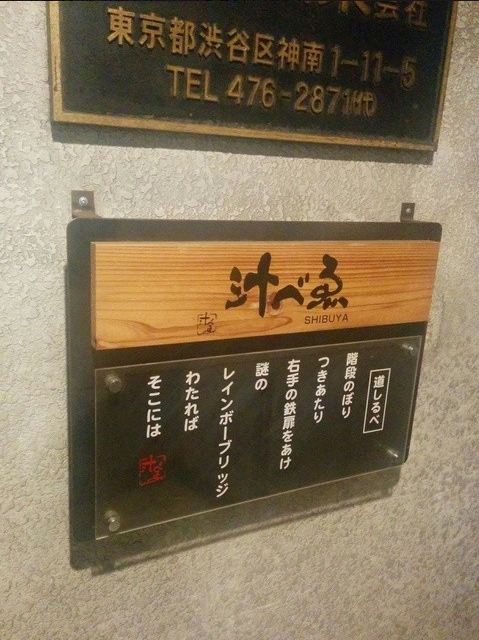 会社
東京都渋谷区神南1-11-5
TEL 476-2871(代)
汁べゑ
SHIBUYA
道しるべ
階段のぼり
つきあたり
右手の鉄扉をあけ
謎の
レインボーブリッジ
わたれば
そこには